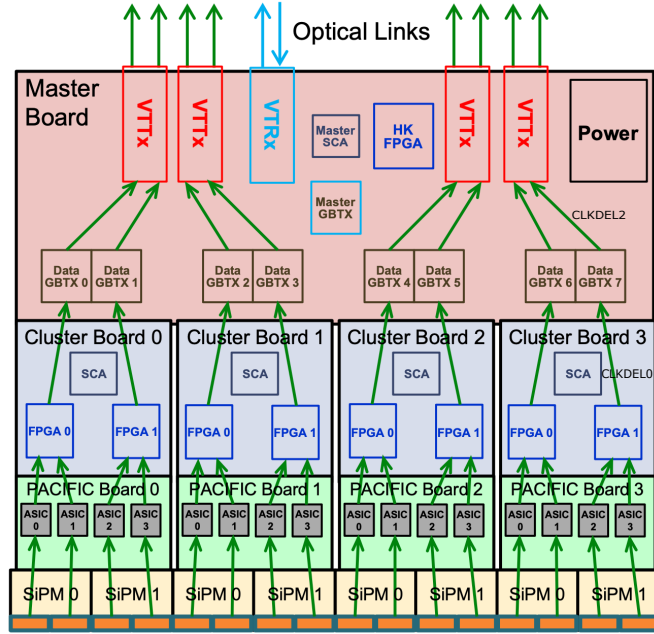 Optical Links
Master
Board
VTTx
VTTx
VTRx
VTTx
VTTx
Master
SCA
HK
FPGA
Power
Master
GBTX
CLKDEL2
Data
GBTX 0
Data
GBTX 1
Data
GBTX 2
Data
GBTX 3
Data
GBTX 4
Data
GBTX 5
Data
GBTX 6
Data
GBTX 7
Cluster Board 0
Cluster Board 1
Cluster Board 2
Cluster Board 3
SCA
SCA
SCA
SCA
CLKDEL0
FPGA 0
FPGA 1
FPGA 0
FPGA 1
FPGA 0
FPGA 1
FPGA 0
FPGA 1
PACIFIC Board 0
PACIFIC Board 1
PACIFIC Board 2
PACIFIC Board 3
ASIC
0
ASIC
1
ASIC
2
ASIC
3
ASIC
0
ASIC
1
ASIC
2
ASIC
3
ASIC
0
ASIC
1
ASIC
2
ASIC
3
ASIC
0
ASIC
1
ASIC
2
ASIC
3
SiPM 0
SiPM 1
SiPM 0
SiPM 1
SiPM 0
SiPM 1
SiPM 0
SiPM 1